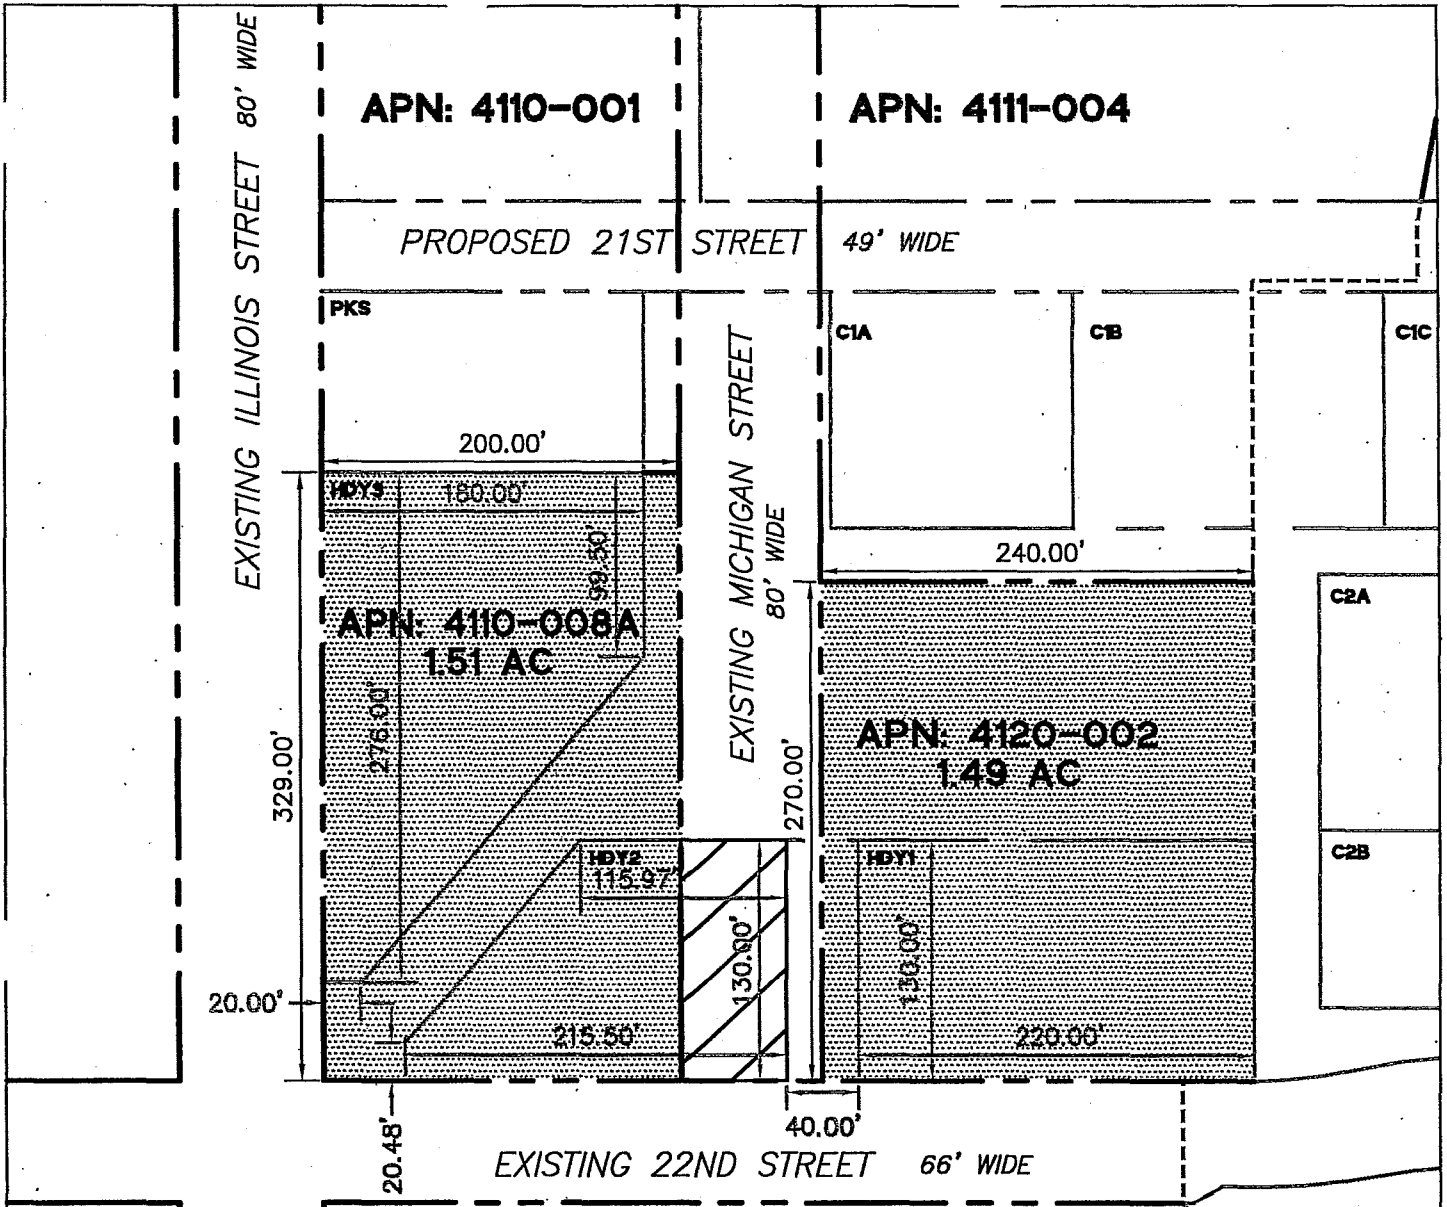 EXISTING ILLINOIS STREET 80' WIDE
APN: 4110-001
APN: 4111-004
PROPOSED 21ST STREET 49' WIDE
PKS
C1A
C1B
C1C
EXISTING MICHIGAN STREET
80' WIDE
200.00'
HDY3
180.00'
99.50'
240.00'
C2A
APN: 4110-008A
1.51 AC
276.00'
329.00'
APN: 4120-002
1.49 AC
270.00'
HDY2
115.97'
HDY1
C2B
130.00'
130.00'
20.00'
215.50'
220.00'
20.48'
40.00'
EXISTING 22ND STREET 66' WIDE